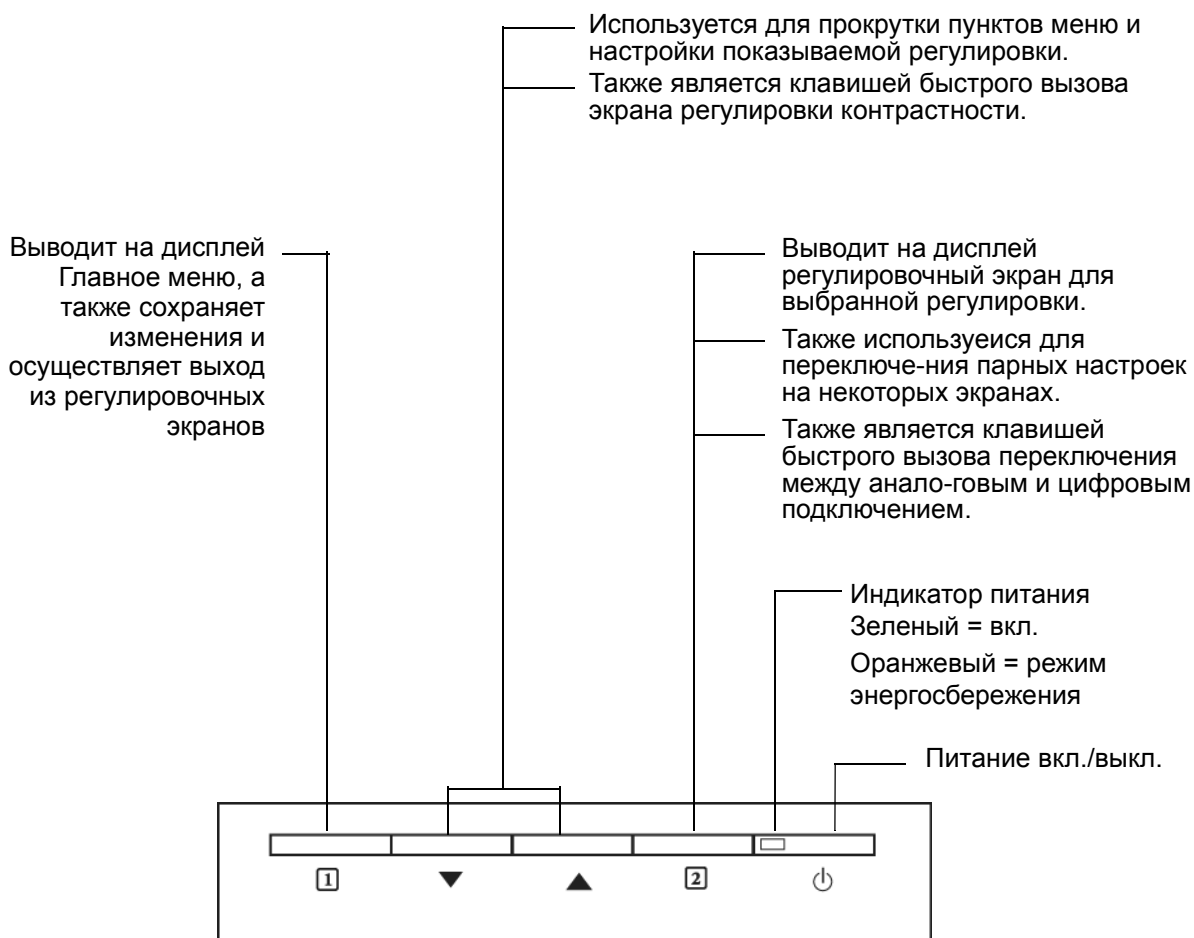 Используется для прокрутки пунктов меню и
настройки показываемой регулировки.
Также является клавишей быстрого вызова
экрана регулировки контрастности.
Выводит на дисплей
Главное меню, а
также сохраняет
изменения и
осуществляет выход
из регулировочных
экранов
Выводит на дисплей
регулировочный экран для
выбранной регулировки.
Также используеися для
переключе-ния парных настроек
на некоторых экранах.
Также является клавишей
быстрого вызова переключения
между анало-говым и цифровым
подключением.
Индикатор питания
Зеленый = вкл.
Оранжевый = режим
энергосбережения
Питание вкл./выкл.
1 ▼ ▲ 2